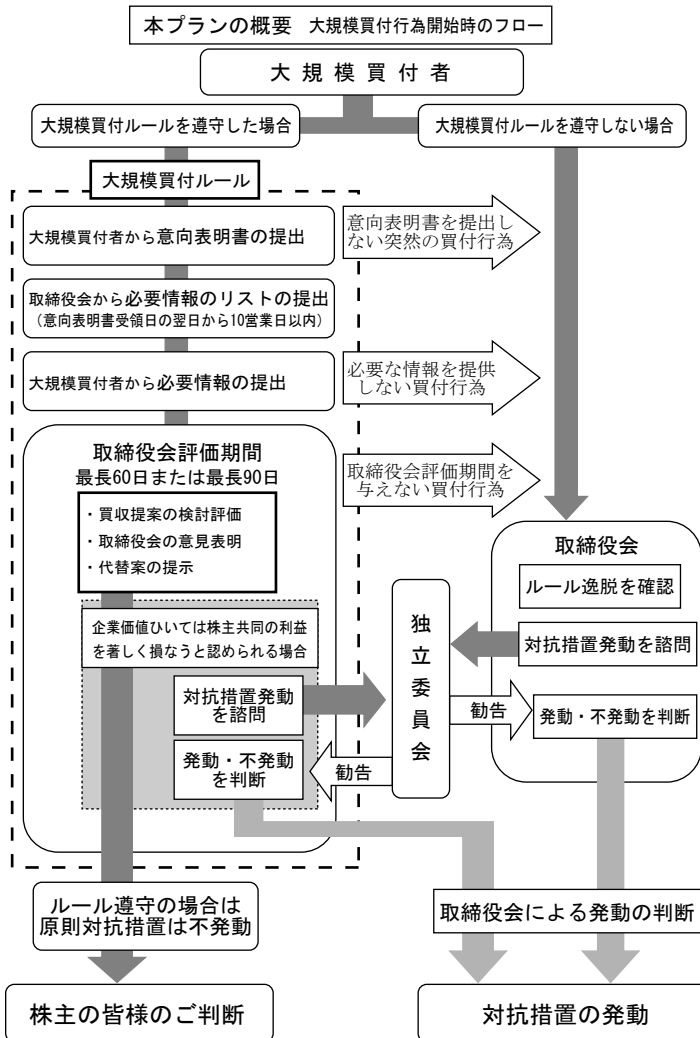 本プランの概要 大規模買付行為開始時のフロー
大規模買付者
大規模買付ルールを遵守した場合
大規模買付ルールを遵守しない場合
大規模買付ルール
大規模買付者から意向表明書の提出
意向表明書を提出し
ない突然の買付行為
取締役会から必要情報のリストの提出
（意向表明書受領日の翌日から10営業日以内）
大規模買付者から必要情報の提出
必要な情報を提供
しない買付行為
取締役会評価期間
最長60日または最長90日
取締役会評価期間を
与えない買付行為
・買収提案の検討評価
・取締役会の意見表明
・代替案の提示
企業価値ひいては株主共同の利益
を著しく損なうと認められる場合
対抗措置発動
を諮問
発動・不発動
を判断
勧告
独立委員会
勧告
取締役会
ルール逸脱を確認
対抗措置発動を諮問
発動・不発動を判断
ルール遵守の場合は
原則対抗措置は不発動
取締役会による発動の判断
株主の皆様のご判断
対抗措置の発動